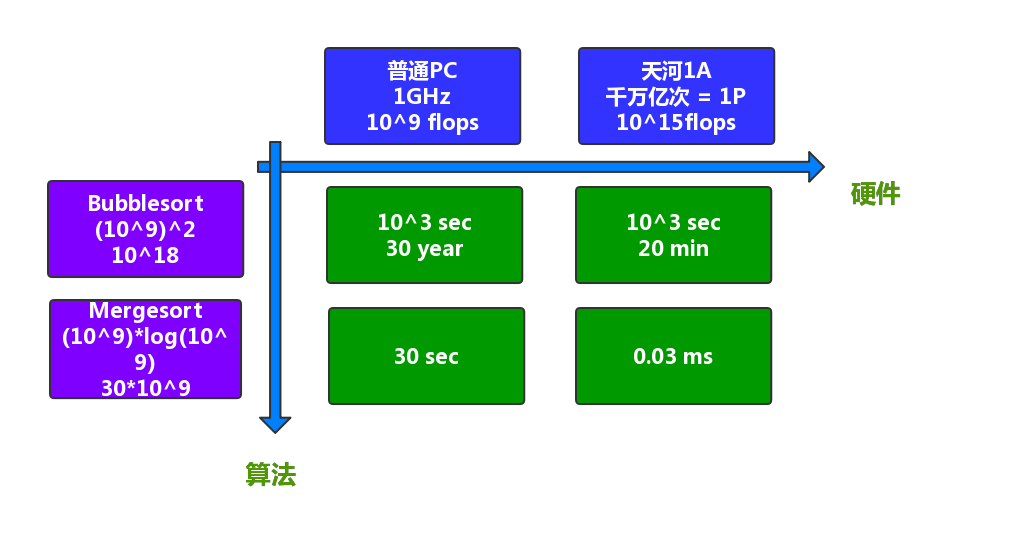 普通PC
1GHz
10^9 flops
天河1A
千万亿次 = 1P
10^15flops
硬件
Bubblesort
(10^9)^2
10^18
10^3 sec
30 year
10^3 sec
20 min
Mergesort
(10^9)*log(10^
9)
30*10^9
30 sec
0.03 ms
算法